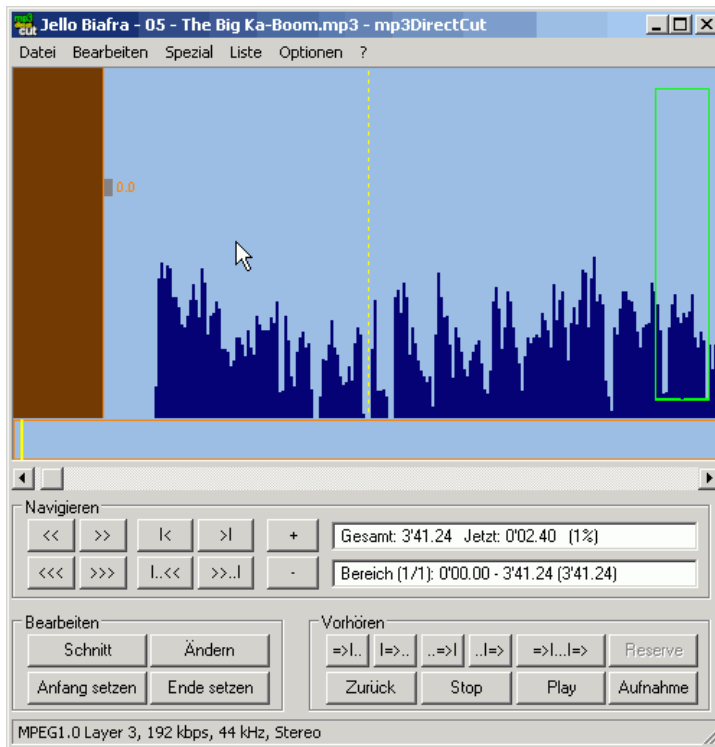 Jello Biafra - 05 - The Big Ka-Boom.mp3 - mp3DirectCut
Datei Bearbeiten Spezial Liste Optionen ?
0.0
Navigieren
<< >> I< >I + Gesamt: 3'41.24 Jetzt: 0'02.40 (1%)
<<< >>> I..<< >>..I - Bereich (1/1): 0'00.00 - 3'41.24 (3'41.24)
Bearbeiten Vorhören
Schnitt Ändern =>I.. I=>.. ..=>I ..I=> =>I...I=> Reserve
Anfang setzen Ende setzen Zurück Stop Play Aufnahme
MPEG1.0 Layer 3, 192 kbps, 44 kHz, Stereo